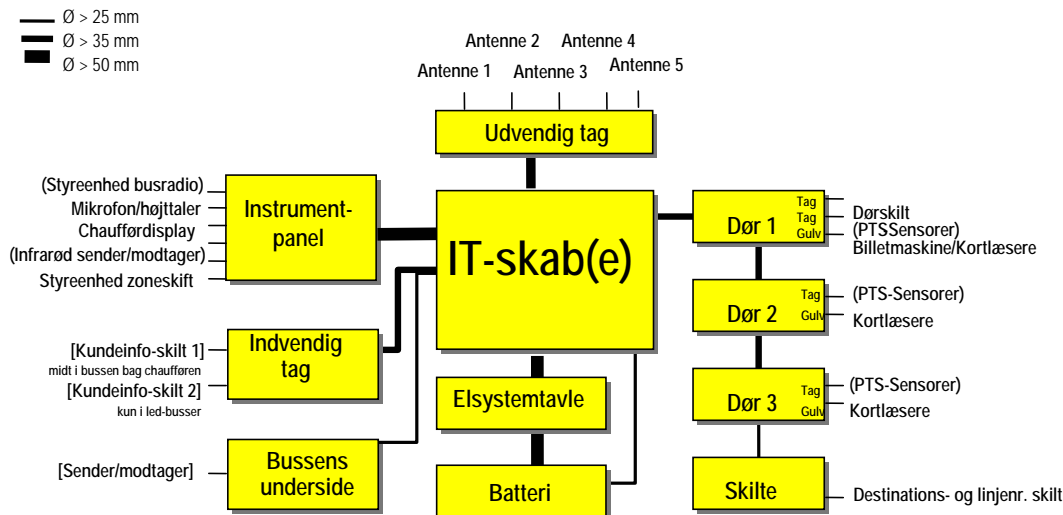 Ø > 25 mm
Ø > 35 mm
Ø > 50 mm
Antenne 2
Antenne 4
Antenne 1
Antenne 3
Antenne 5
Udvendig tag
(Styreenhed busradio)
Mikrofon/højttaler
Chaufførdisplay
(Infrarød sender/modtager)
Styreenhed zoneskift
Instrument-
panel
IT-skab(e)
Dør 1
Tag
Tag
Gulv
Dørskilt
(PTSSensorer)
Billetmaskine/Kortlæsere
Dør 2
Tag
Gulv
(PTS-Sensorer)
Kortlæsere
[Kundeinfo-skilt 1]
midt i bussen bag chaufføren
[Kundeinfo-skilt 2]
kun i led-busser
Indvendig
tag
Elsystemtavle
Dør 3
Tag
Gulv
(PTS-Sensorer)
Kortlæsere
[Sender/modtager]
Bussens
underside
Batteri
Skilte
Destinations- og linjenr. skilt